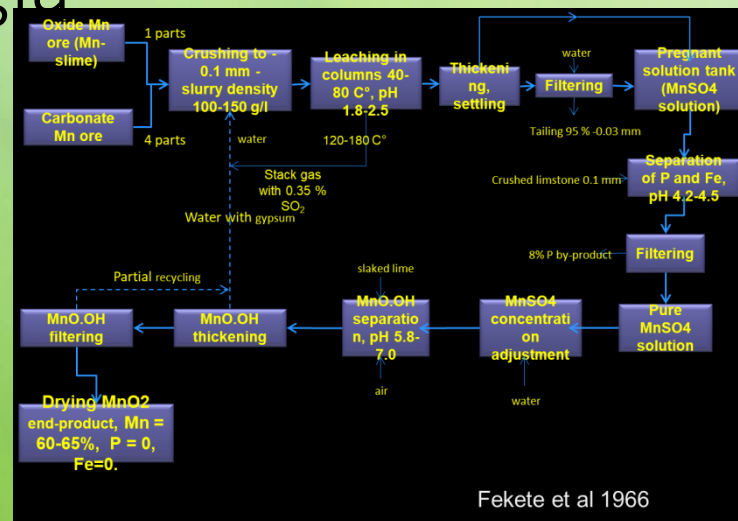 Oxide Mn
ore (Mn-
slime)
1 parts
Carbonate
Mn ore
4 parts
Crushing to -
0.1 mm -
slurry density
100-150 g/l
Leaching in
columns 40-
80 C°, pH
1.8-2.5
Thickeni
ng,
settling
water
Filtering
Tailing 95 % -0.03 mm
Pregnant
solution tank
(MnSO4
solution)
water
120-180 C°
Stack gas
with 0.35 %
SO2
Water with gypsum
Crushed limstone 0.1 mm
Separation
of P and Fe,
pH 4.2-4.5
8% P by-product
Filtering
Pure
MnSO4
solution
MnSO4
concentrati
on
adjustment
water
slaked lime
MnO.OH
separatio
n, pH 5.8-
7.0
air
MnO.OH
thickening
Partial recycling
MnO.OH
filtering
Drying MnO2
end-product, Mn =
60-65%, P = 0,
Fe=0.
Fekete et al 1966